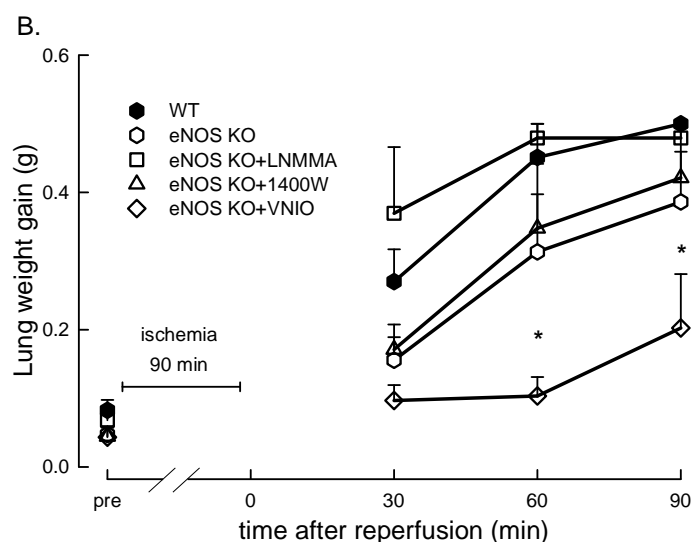 B.
0.6
WT
eNOS KO
eNOS KO+LNMMA
eNOS KO+1400W
eNOS KO+VNIO
0.4
Lung weight gain (g)
*
*
0.2
ischemia
90 min
0.0
pre
0
30
60
90
time after reperfusion (min)